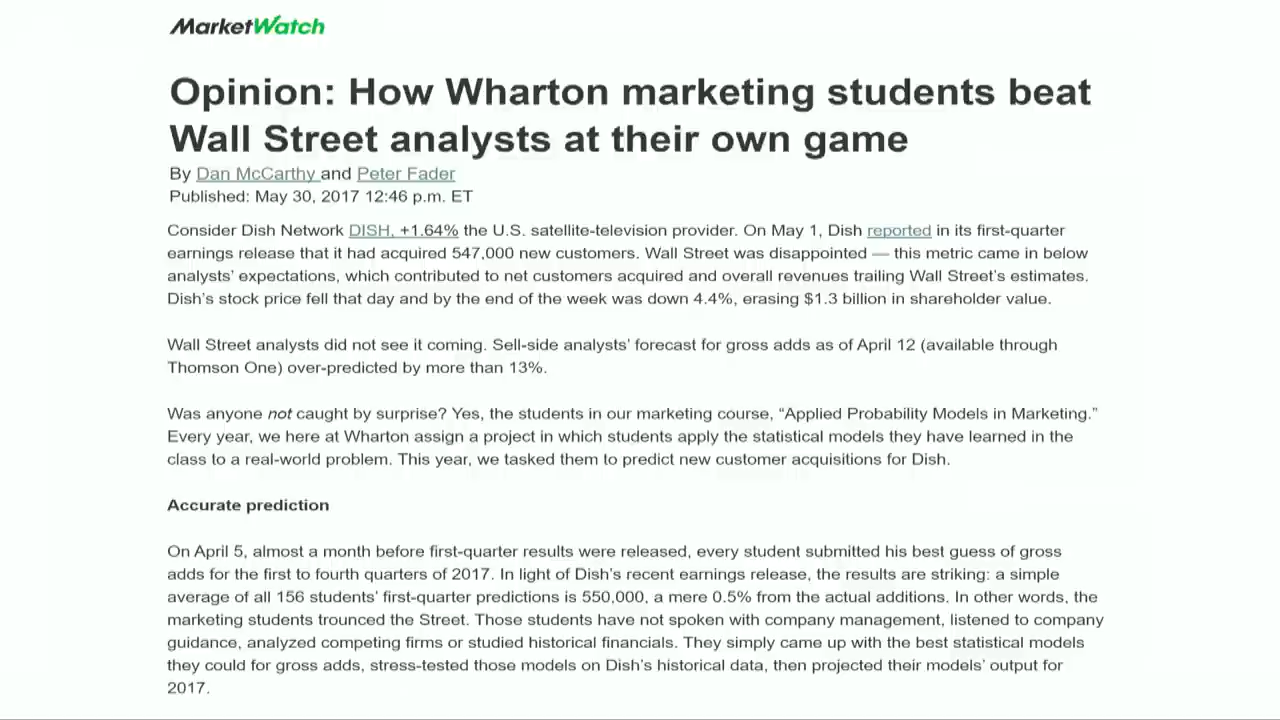 MarketWatch
Opinion: How Wharton marketing students beat
Wall Street analysts at their own game
By Dan McCarthy and Peter Fader
Published: May 30, 2017 12:46 p.m. ET
Consider Dish Network DISH, +1.64% the U.S. satellite-television provider. On May 1, Dish reported in its first-quarter
earnings release that it had acquired 547,000 new customers. Wall Street was disappointed — this metric came in below
analysts’ expectations, which contributed to net customers acquired and overall revenues trailing Wall Street’s estimates.
Dish’s stock price fell that day and by the end of the week was down 4.4%, erasing $1.3 billion in shareholder value.
Wall Street analysts did not see it coming. Sell-side analysts’ forecast for gross adds as of April 12 (available through
Thomson One) over-predicted by more than 13%.
Was anyone not caught by surprise? Yes, the students in our marketing course, “Applied Probability Models in Marketing.”
Every year, we here at Wharton assign a project in which students apply the statistical models they have learned in the
class to a real-world problem. This year, we tasked them to predict new customer acquisitions for Dish.
Accurate prediction
On April 5, almost a month before first-quarter results were released, every student submitted his best guess of gross
adds for the first to fourth quarters of 2017. In light of Dish’s recent earnings release, the results are striking: a simple
average of all 156 students’ first-quarter predictions is 550,000, a mere 0.5% from the actual additions. In other words, the
marketing students trounced the Street. Those students have not spoken with company management, listened to company
guidance, analyzed competing firms or studied historical financials. They simply came up with the best statistical models
they could for gross adds, stress-tested those models on Dish’s historical data, then projected their models’ output for
2017.